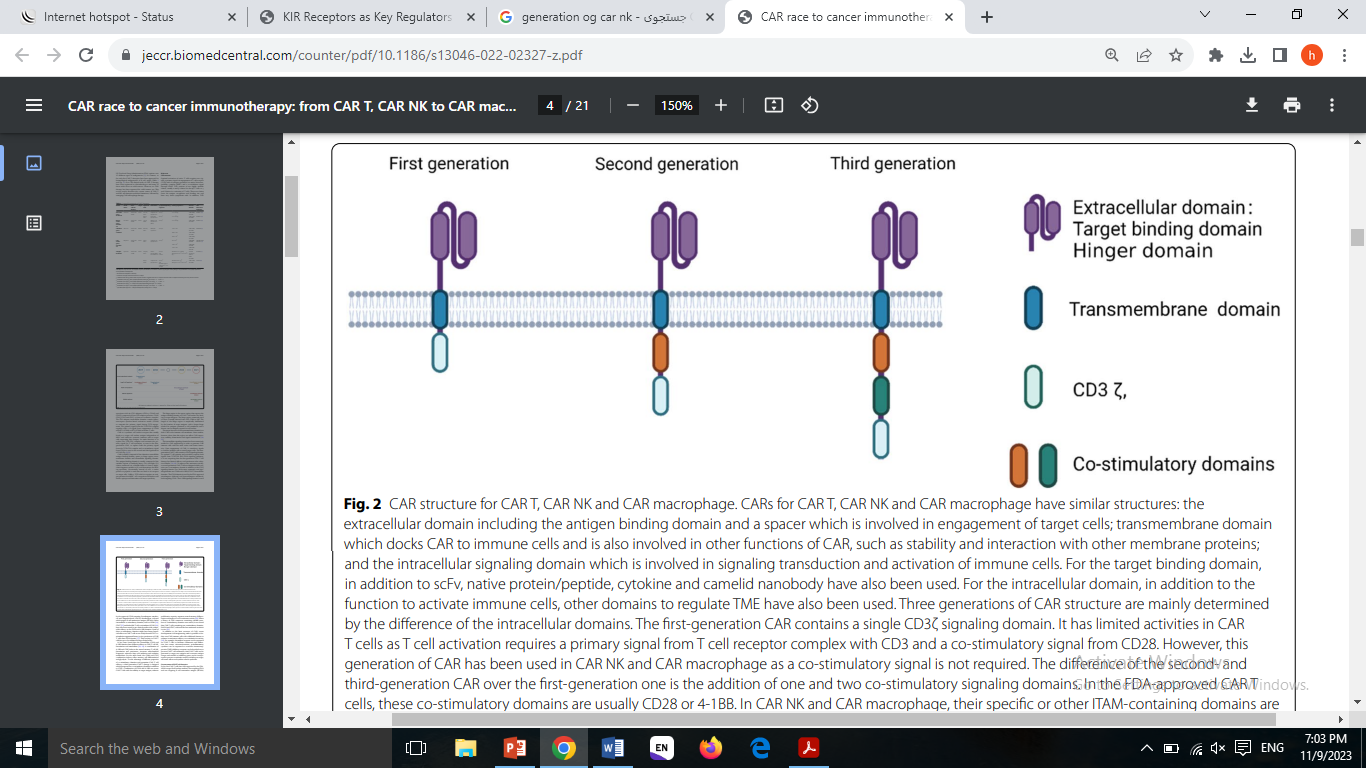 Internet hotspot - Status
KIR Receptors as Key Regulators
generation og car nk - جستجوی
CAR race to cancer immunother
jeccr.biomedcentral.com/counter/pdf/10.1186/s13046-022-02327-z.pdf
h
CAR race to cancer immunotherapy: from CAR T, CAR NK to CAR mac...
4 / 21
150%
2
3
4
First generation
Second generation
Third generation
Extracellular domain:
Target binding domain
Hinger domain
Transmembrane domain
CD3 ζ,
Co-stimulatory domains
Fig. 2 CAR structure for CAR T, CAR NK and CAR macrophage. CARs for CAR T, CAR NK and CAR macrophage have similar structures: the
extracellular domain including the antigen binding domain and a spacer which is involved in engagement of target cells; transmembrane domain
which docks CAR to immune cells and is also involved in other functions of CAR, such as stability and interaction with other membrane proteins;
and the intracellular signaling domain which is involved in signaling transduction and activation of immune cells. For the target binding domain,
in addition to scFv, native protein/peptide, cytokine and camelid nanobody have also been used. For the intracellular domain, in addition to the
function to activate immune cells, other domains to regulate TME have also been used. Three generations of CAR structure are mainly determined
by the difference of the intracellular domains. The first-generation CAR contains a single CD3ζ signaling domain. It has limited activities in CAR
T cells as T cell activation requires a primary signal from T cell receptor complex with CD3 and a co-stimulatory signal from CD28. However, this
generation of CAR has been used in CAR NK and CAR macrophage as a co-stimulatory signal is not required. The difference of the second- and
third-generation CAR over the first-generation one is the addition of one and two co-stimulatory signaling domains. In the FDA-approved CAR T
cells, these co-stimulatory domains are usually CD28 or 4-1BB. In CAR NK and CAR macrophage, their specific or other ITAM-containing domains are
Activate Windows
Go to Settings to activate Windows.
Search the web and Windows
EN
ENG
7:03 PM
11/9/2023